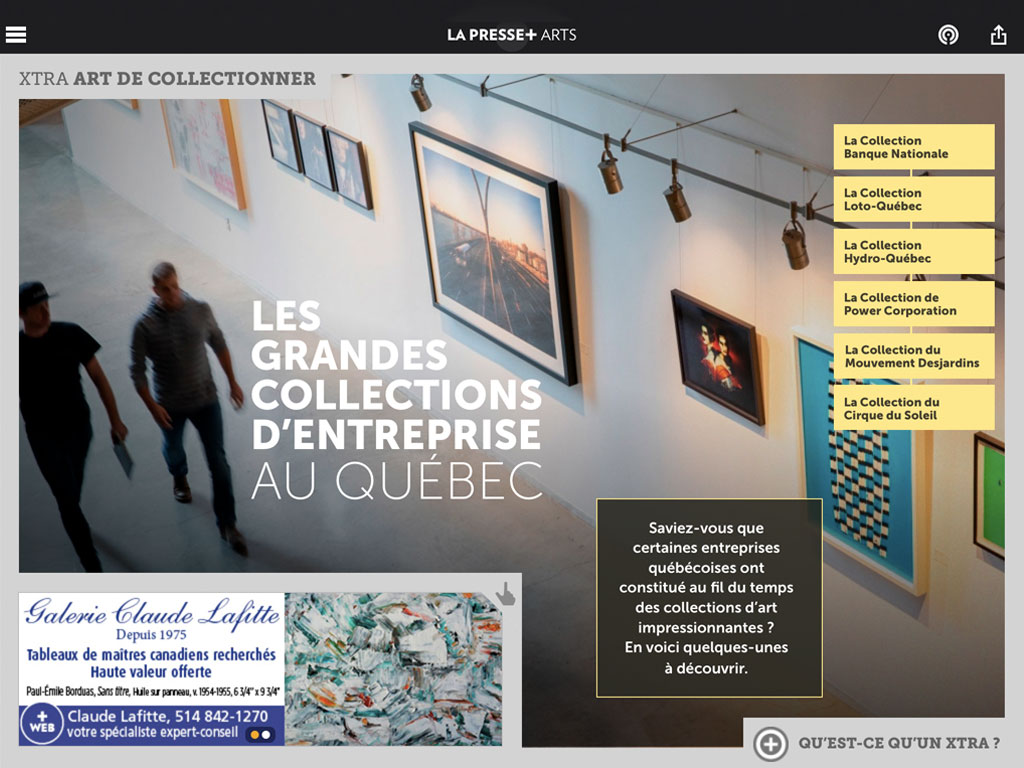 LA PRESSE+ ARTS
XTRA ART DE COLLECTIONNER
LES
GRANDES
COLLECTIONS
D'ENTREPRISE
AU QUÉBEC
La Collection
Banque Nationale
La Collection
Loto-Québec
La Collection
Hydro-Québec
La Collection de
Power Corporation
La Collection du
Mouvement Desjardins
La Collection du
Cirque du Soleil
Saviez-vous que
certaines entreprises
québécoises ont
constitué au fil du temps
des collections d'art
impressionnantes ?
En voici quelques-unes
à découvrir.
Galerie Claude Lafitte
Depuis 1975
Tableaux de maîtres canadiens recherchés
Haute valeur offerte
Paul-Émile Borduas, Sans titre, Huile sur panneau, v. 1954-1955, 6 3/4" x 9 3/4"
+
WEB
Claude Lafitte, 514 842-1270
votre spécialiste expert-conseil
QU'EST-CE QU'UN XTRA ?